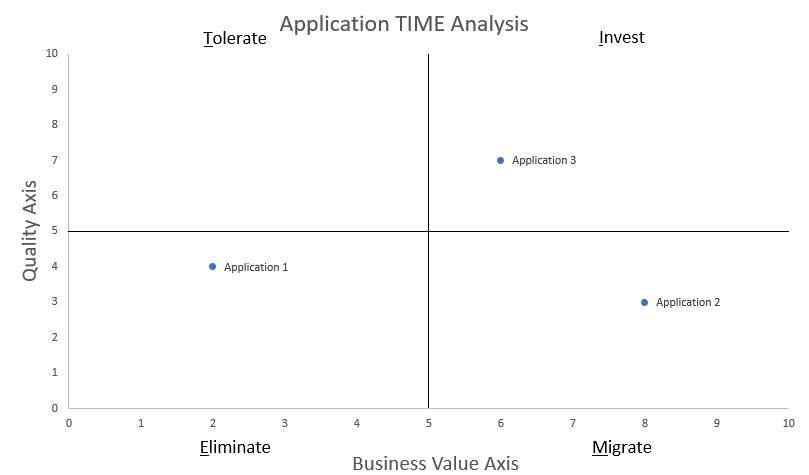 Application TIME Analysis
Tolerate
Invest
10
9
8
7
Application 3
6
Quality Axis
5
4
Application 1
3
Application 2
2
1
0
0 1 2 3 4 5 6 7 8 9 10
Eliminate
Migrate
Business Value Axis